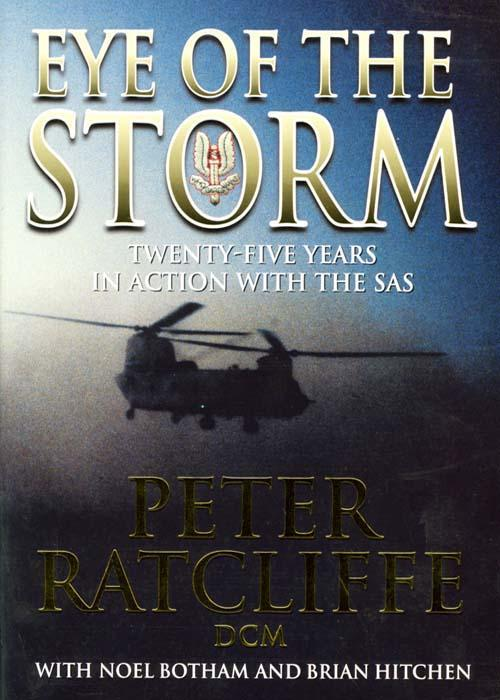 EYE OF THE
STORM
TWENTY-FIVE YEARS
IN ACTION WITH THE SAS
PETER
RATCLIFFE
DCM
WITH NOEL BOTHAM AND BRIAN HITCHEN